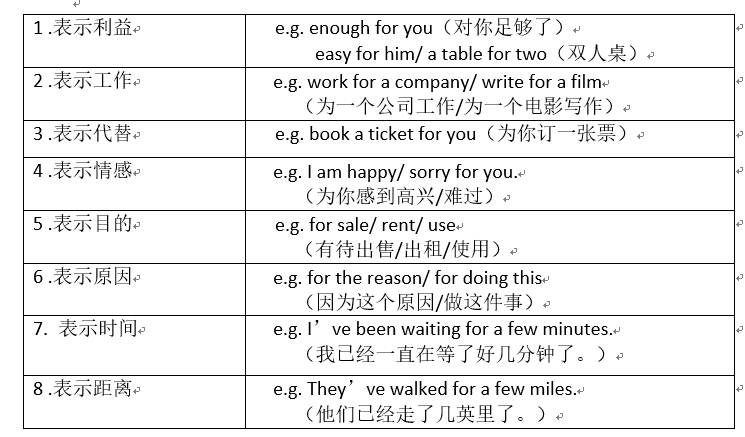 1 .表示利益
e.g. enough for you（对你足够了）
easy for him/ a table for two（双人桌）
2 .表示工作
e.g. work for a company/ write for a film
（为一个公司工作/为一个电影写作）
3 .表示代替
e.g. book a ticket for you（为你订一张票）
4 .表示情感
e.g. I am happy/ sorry for you.
（为你感到高兴/难过）
5 .表示目的
e.g. for sale/ rent/ use
（有待出售/出租/使用）
6 .表示原因
e.g. for the reason/ for doing this
（因为这个原因/做这件事）
7. 表示时间
e.g. I’ve been waiting for a few minutes.
（我已经一直在等了好几分钟了。）
8 .表示距离
e.g. They’ve walked for a few miles.
（他们已经走了几英里了。）